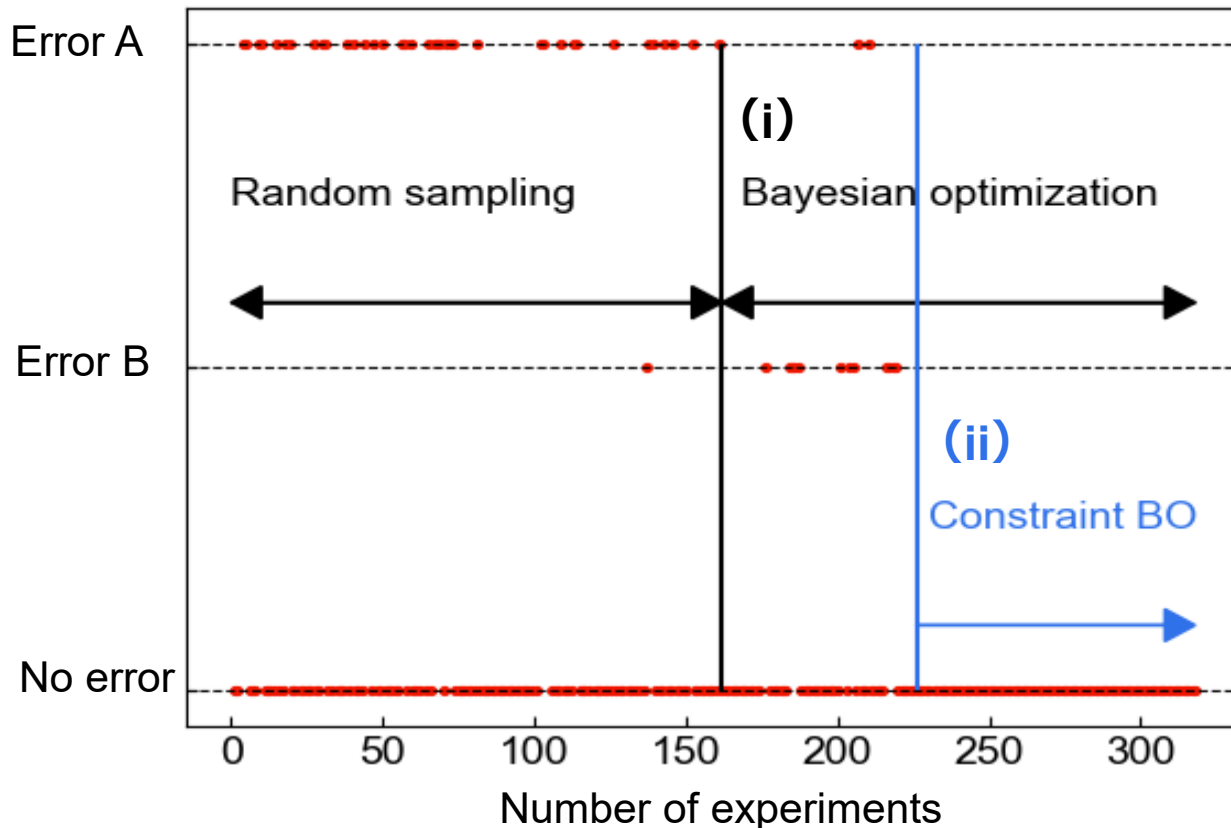 Error A
(i)
Random sampling
Bayesian optimization
Error B
(ii)
Constraint BO
No error
0 50 100 150 200 250 300
Number of experiments